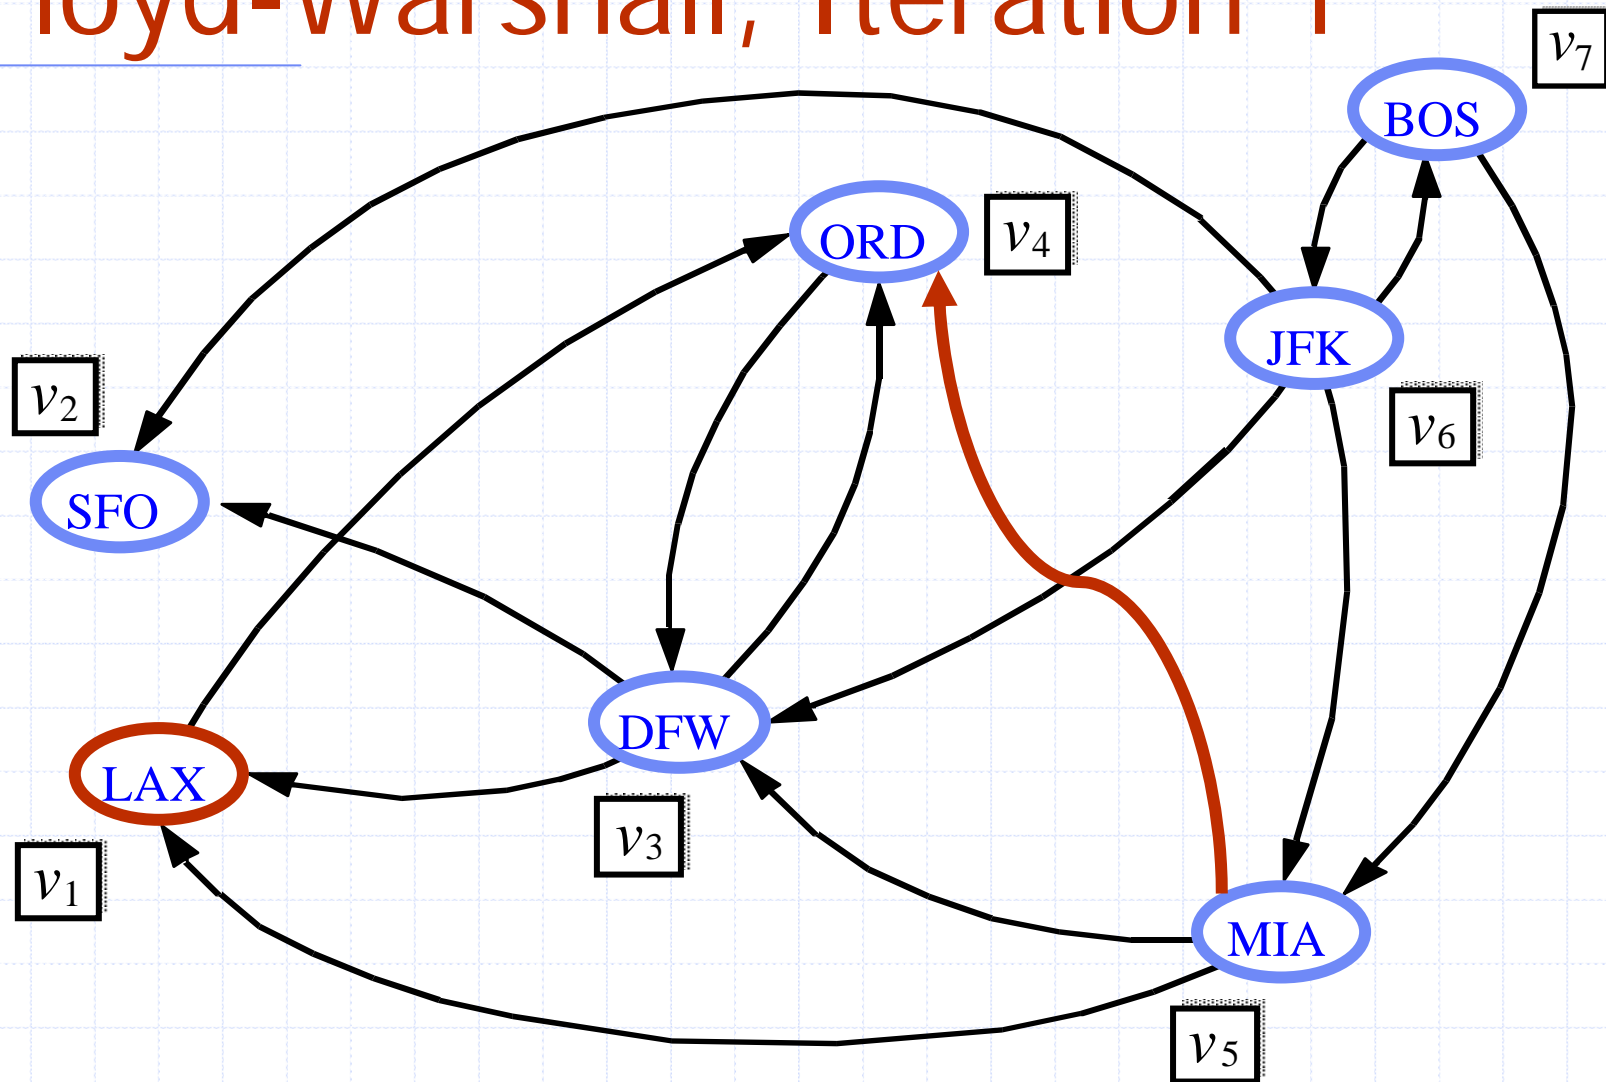 loyd-Warshall, Iteration 1
BOS
v7
ORD
v4
JFK
v6
v2
SFO
DFW
v3
LAX
v1
MIA
v5